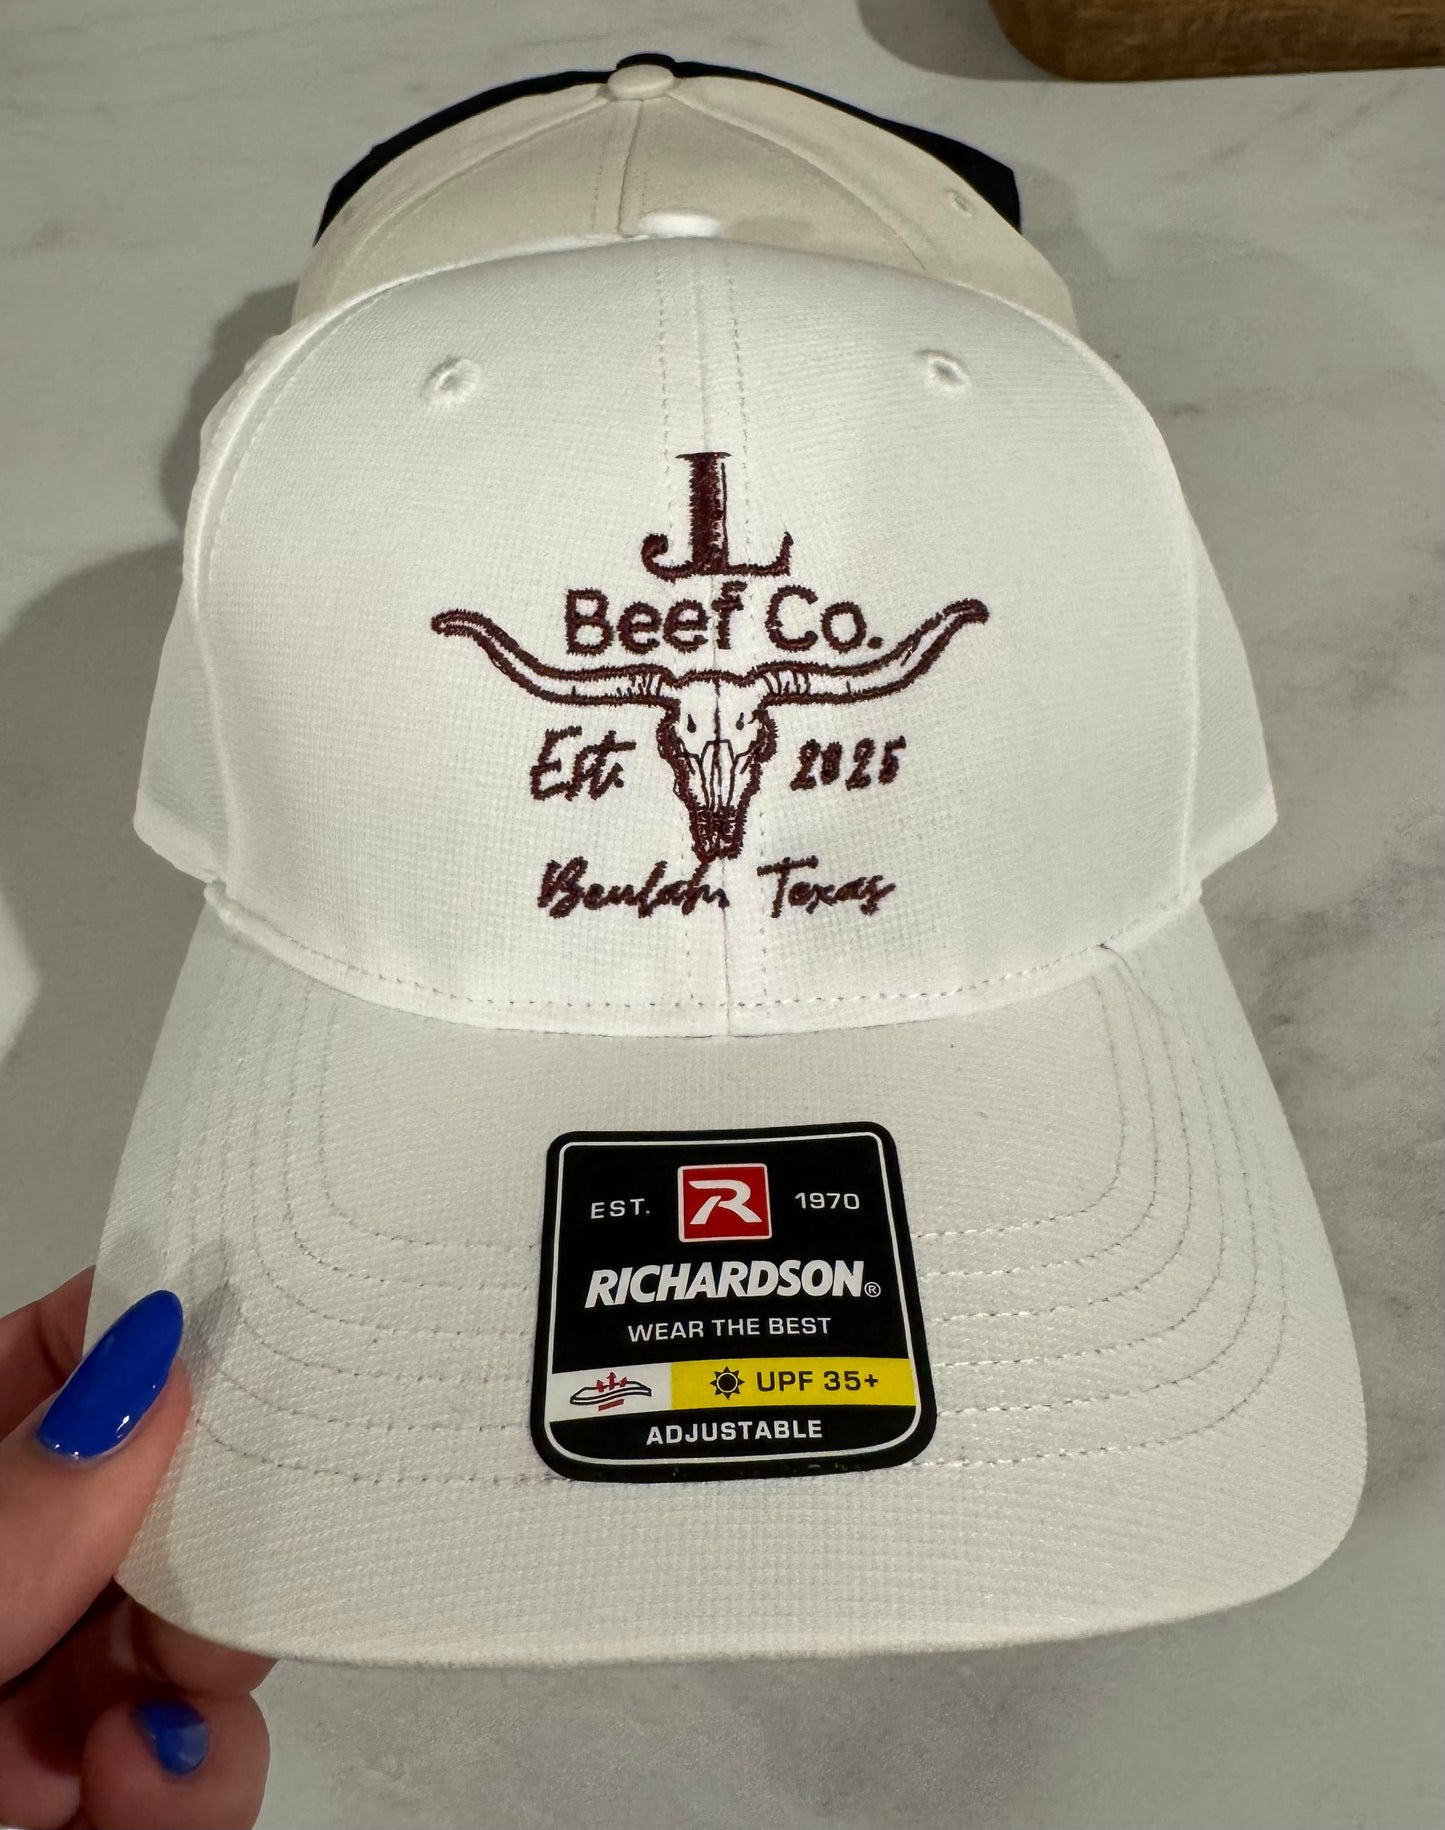 JL
Beef Co.
Est. 2025
Beulah, Texas
EST. R 1970
RICHARDSON®
WEAR THE BEST
UPF 35+
ADJUSTABLE